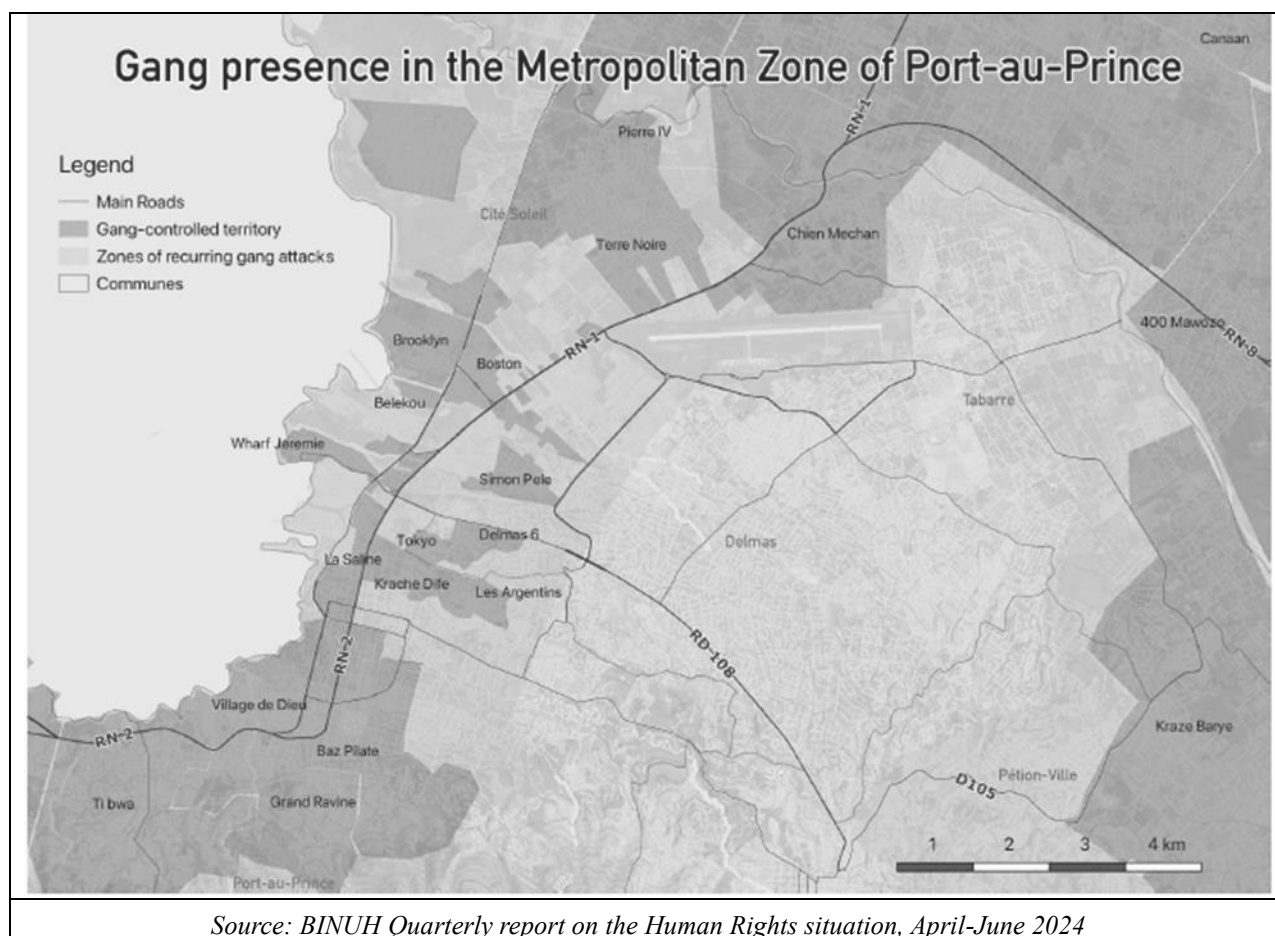 Gang presence in the Metropolitan Zone of Port-au-Prince
Canaan
RN-1
Pierre IV
Legend
Main Roads
Gang-controlled territory
Zones of recurring gang attacks
Communes
Cité Soleil
Terre Noire
Chien Mechan
400 Mawozo
RN-8
Brooklyn
RN-1
Boston
Belekou
Tabarre
Wharf Jeremie
Simon Pele
Tokyo
Delmas 6
Delmas
La Saline
Krache Dife
Les Argentins
RN-2
RD-108
Village de Dieu
RN-2
Baz Pilate
Kraze Barye
Pétion-Ville
D105
Ti bwa
Grand Ravine
1 2 3 4 km
Port-au-Prince
Source: BINUH Quarterly report on the Human Rights situation, April-June 2024